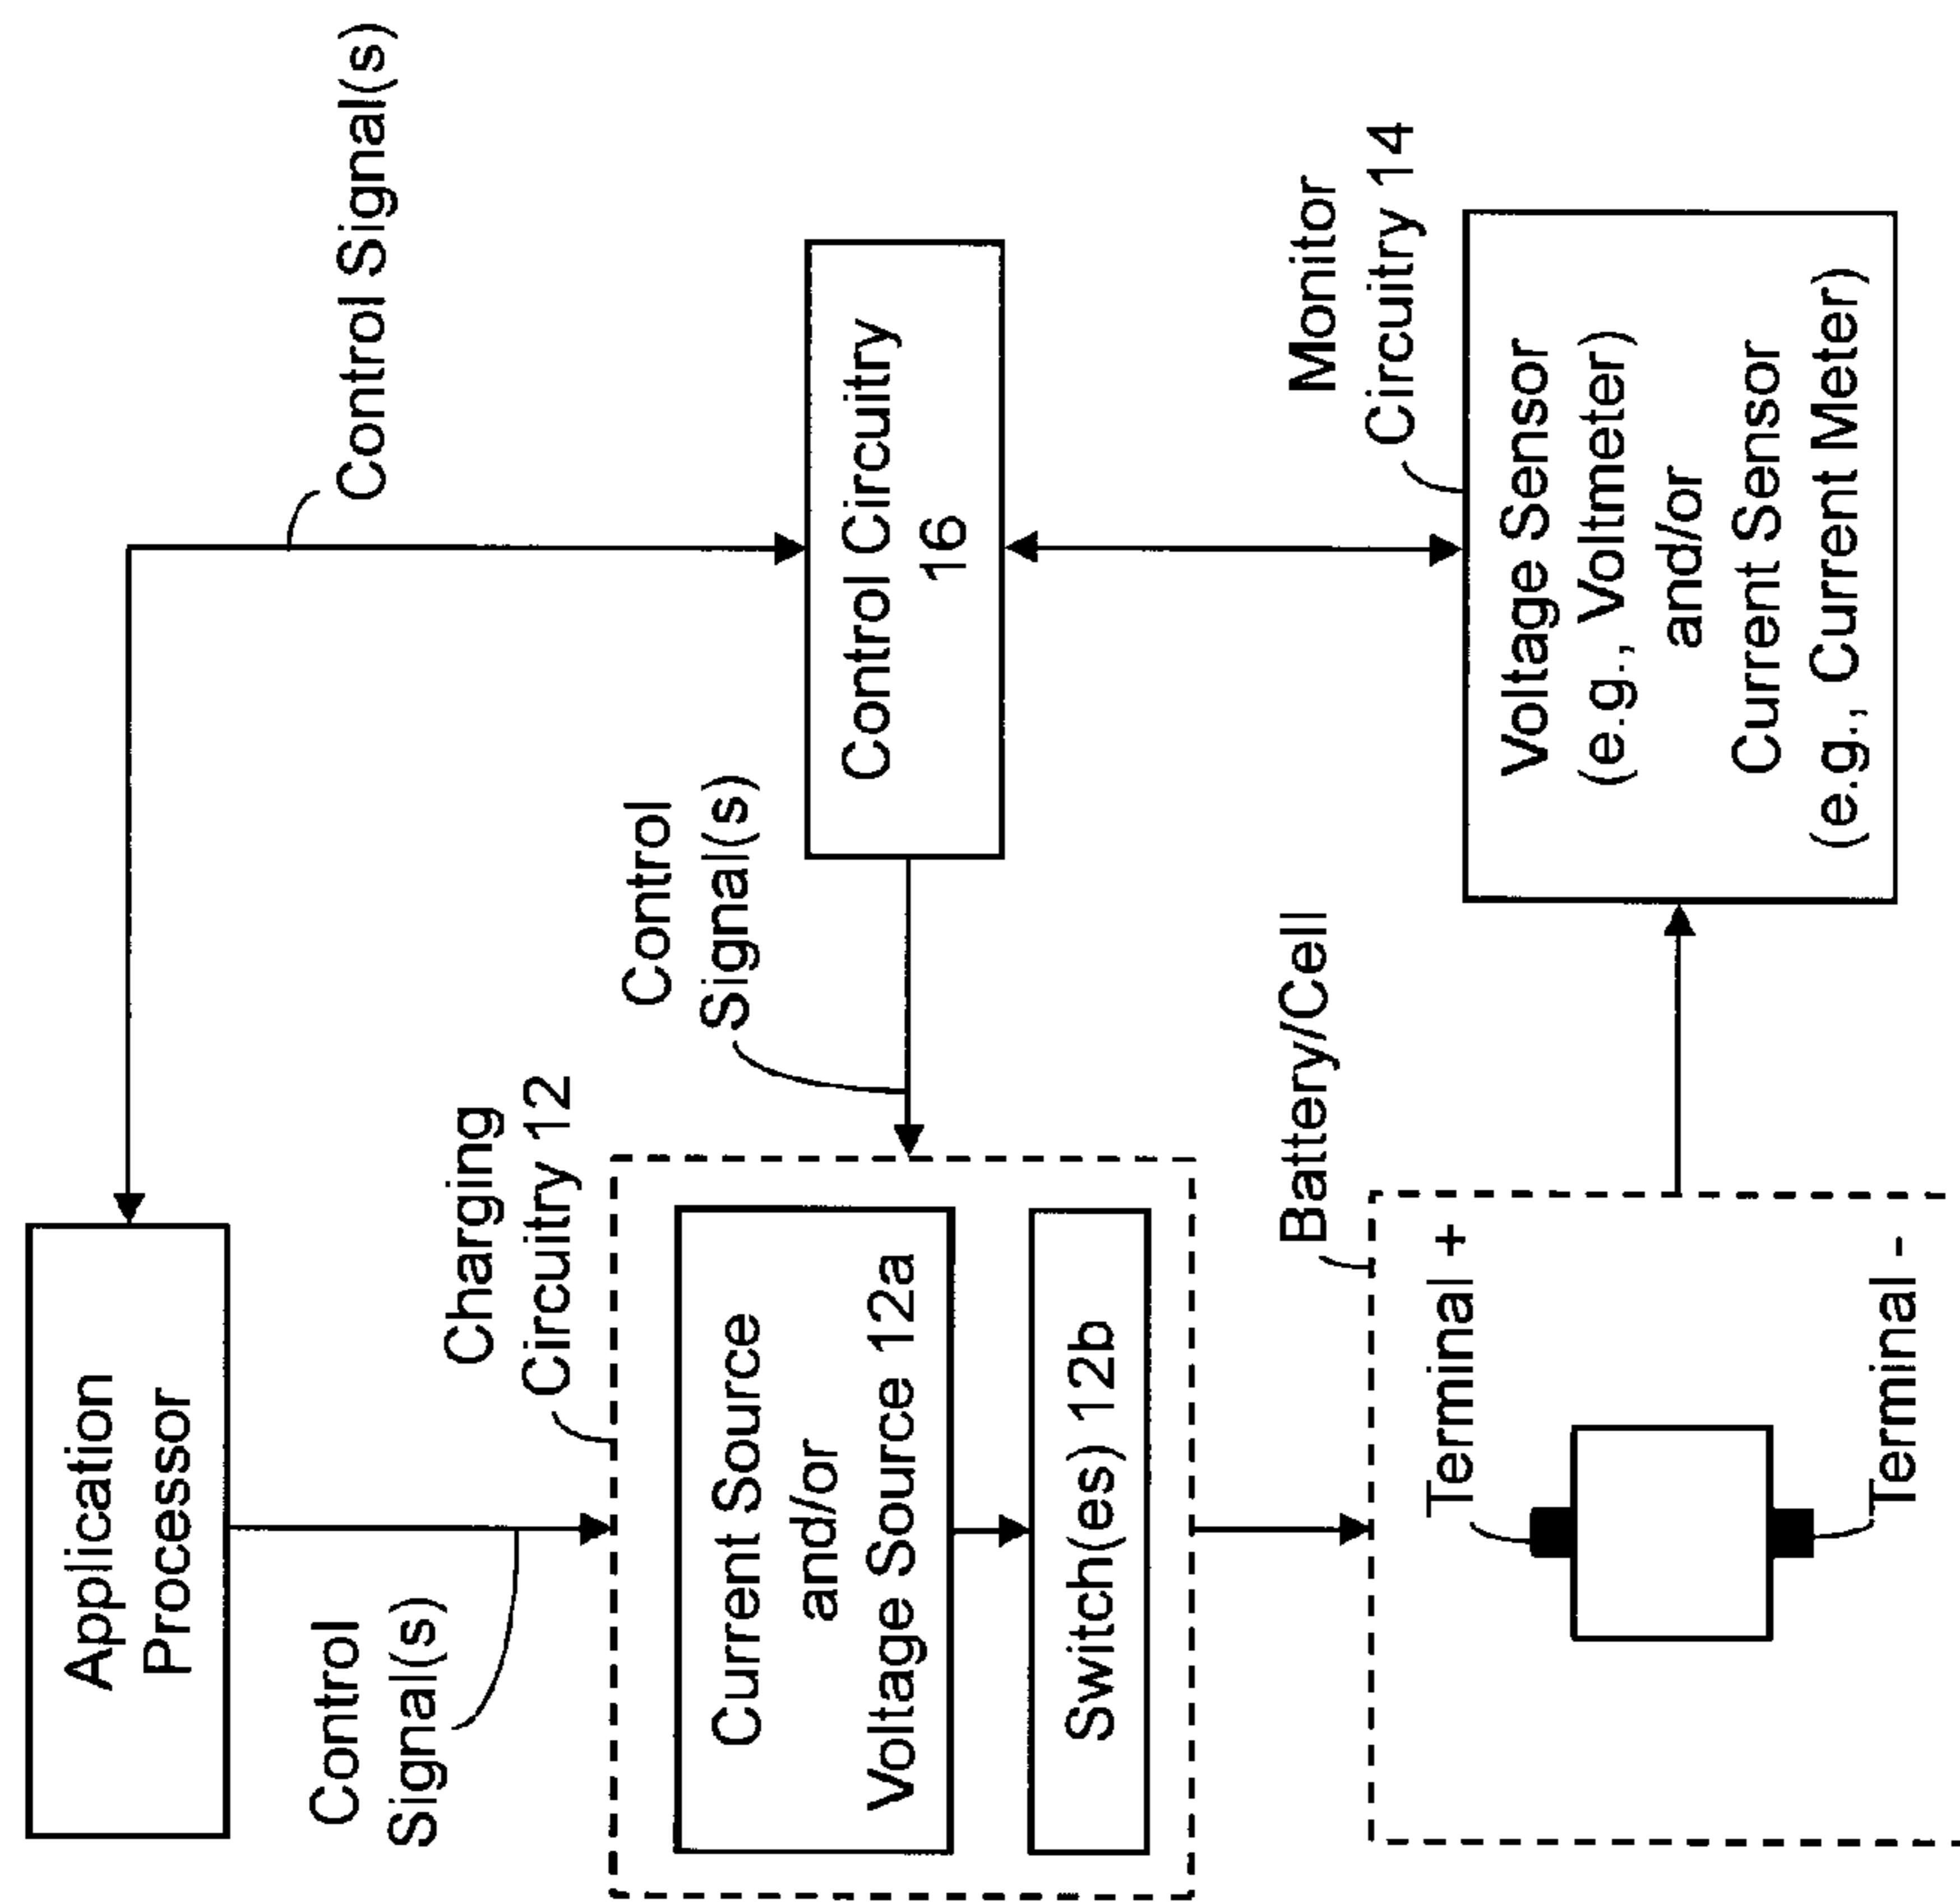 Application
Processor
Control
Signal(s)
Control Signal(s)
Charging
Circuitry 12
Current Source
and/or
Voltage Source 12a
Switch(es) 12b
Control
Signal(s)
Control Circuitry
16
Battery/Cell
Terminal +
Terminal -
Monitor
Circuitry 14
Voltage Sensor
(e.g., Voltmeter)
and/or
Current Sensor
(e.g., Current Meter)